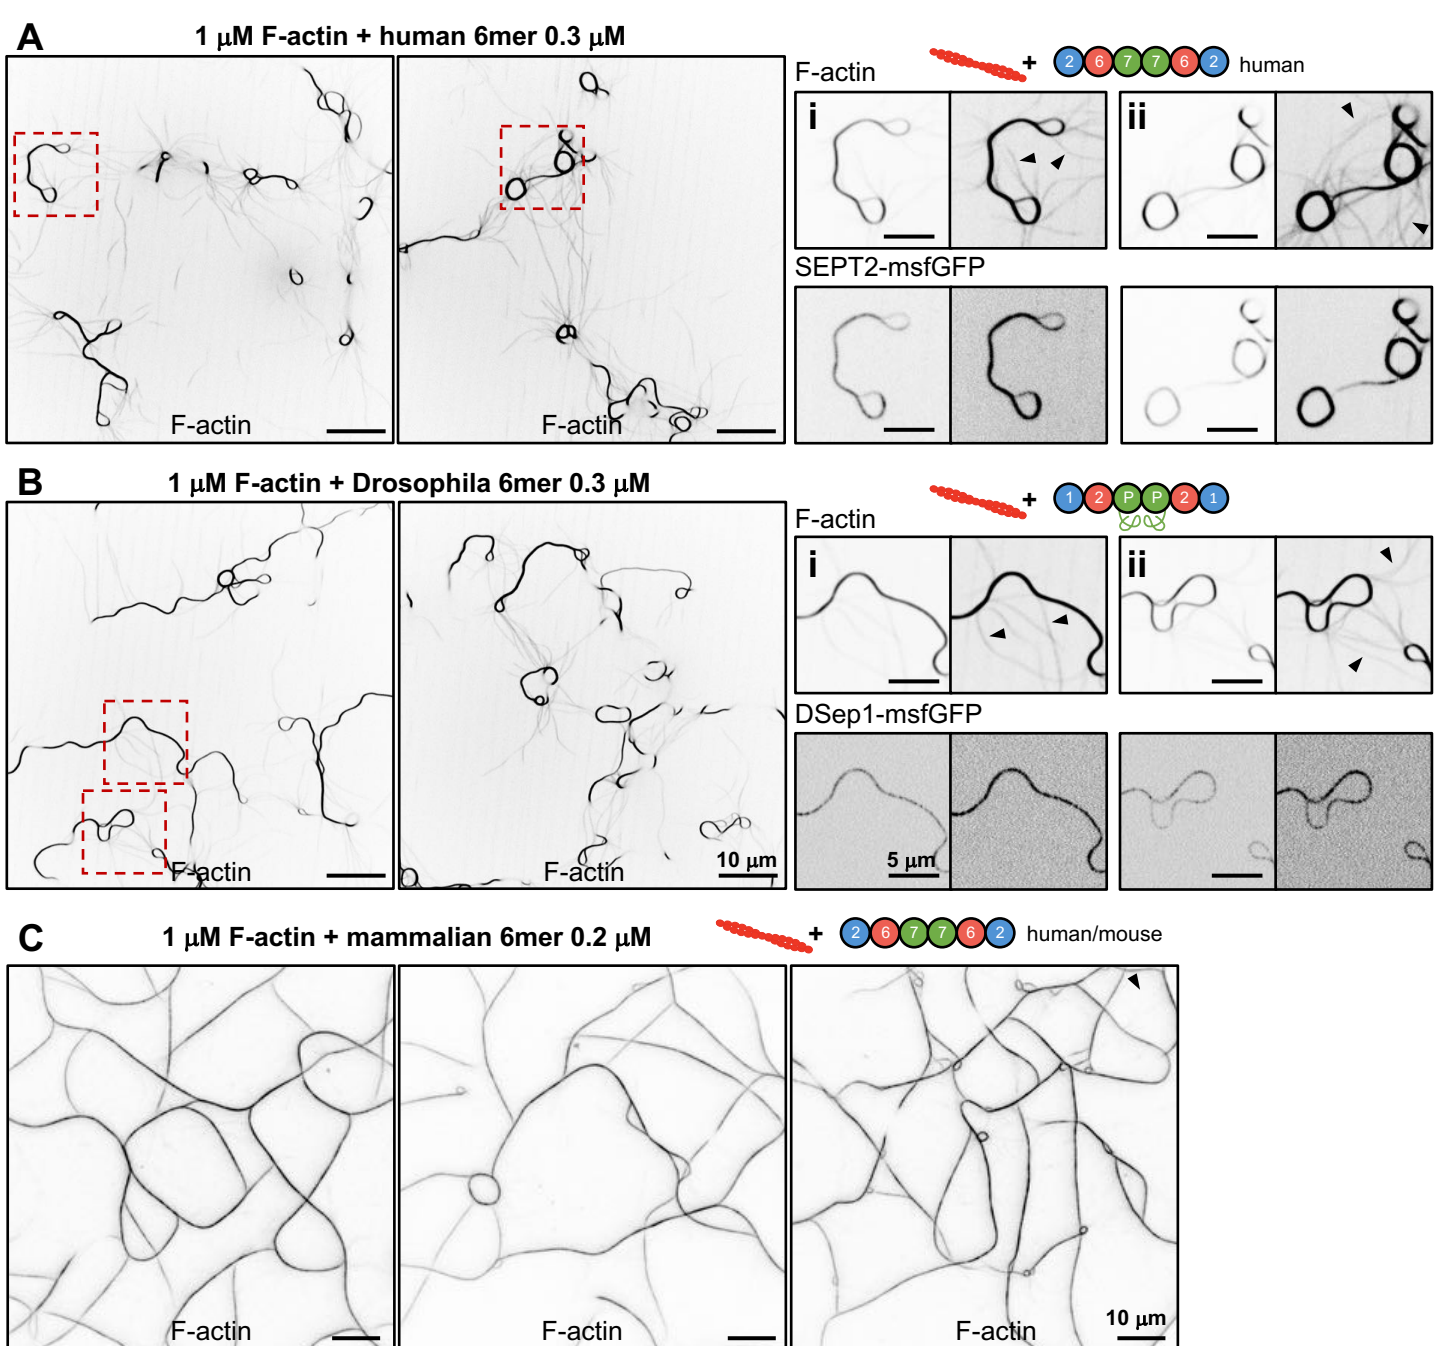 A
1 μM F-actin + human 6mer 0.3 μM
F-actin
F-actin
F-actin
+
2 6 7 7 6 2
human
i
ii
SEPT2-msfGFP
B
1 μM F-actin + Drosophila 6mer 0.3 μM
F-actin
F-actin
10 μm
F-actin
+
1 2 P P 2 1
i
ii
DSep1-msfGFP
5 μm
C
1 μM F-actin + mammalian 6mer 0.2 μM
+
2 6 7 7 6 2
human/mouse
F-actin
F-actin
F-actin
10 μm